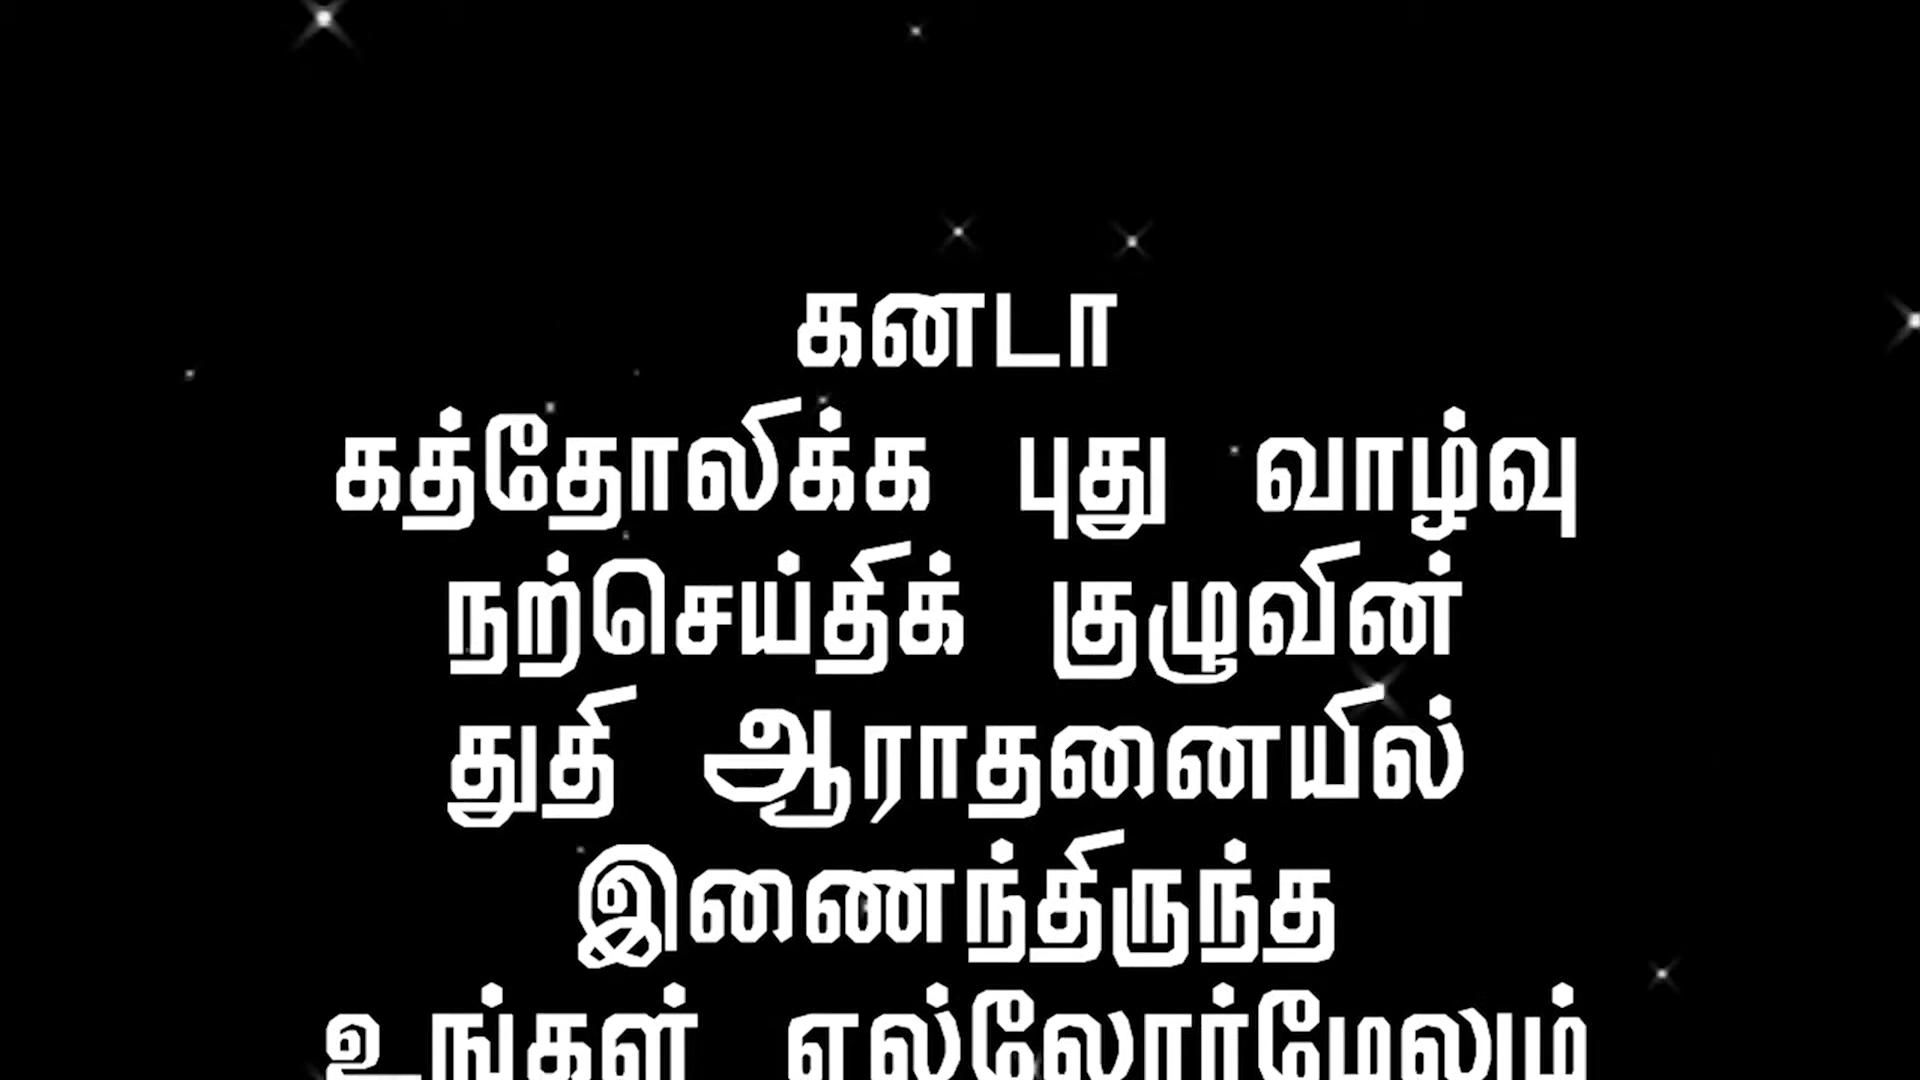 கனடா
கத்தோலிக்க புது வாழ்வு
நற்செய்திக் குழுவின்
துதி ஆராதனையில்
இணைந்திருந்த
உங்கள் எல்லோர்மேலும்